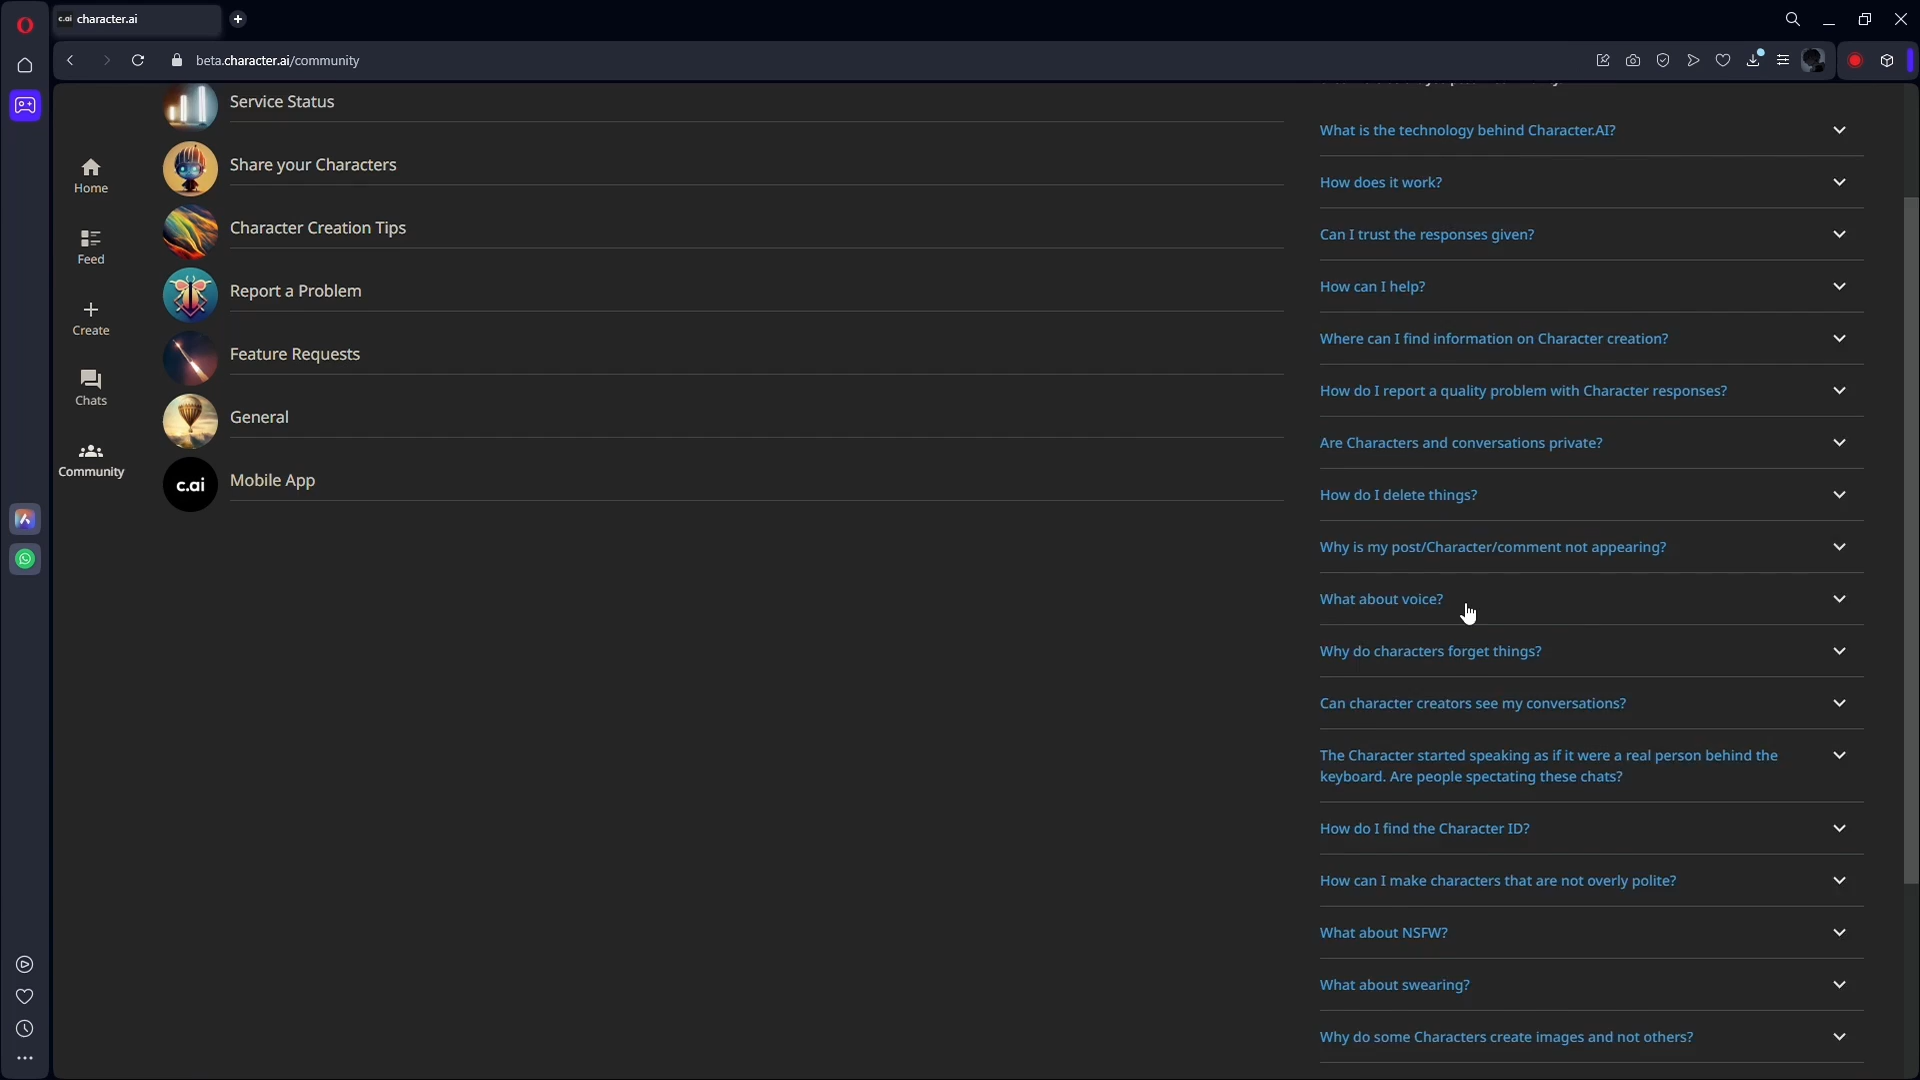 c.ai character.ai
beta.character.ai/community
Home
Feed
Create
Chats
Community
Service Status
Share your Characters
Character Creation Tips
Report a Problem
Feature Requests
General
c.ai Mobile App
What is the technology behind Character.AI?
How does it work?
Can I trust the responses given?
How can I help?
Where can I find information on Character creation?
How do I report a quality problem with Character responses?
Are Characters and conversations private?
How do I delete things?
Why is my post/Character/comment not appearing?
What about voice?
Why do characters forget things?
Can character creators see my conversations?
The Character started speaking as if it were a real person behind the
keyboard. Are people spectating these chats?
How do I find the Character ID?
How can I make characters that are not overly polite?
What about NSFW?
What about swearing?
Why do some Characters create images and not others?